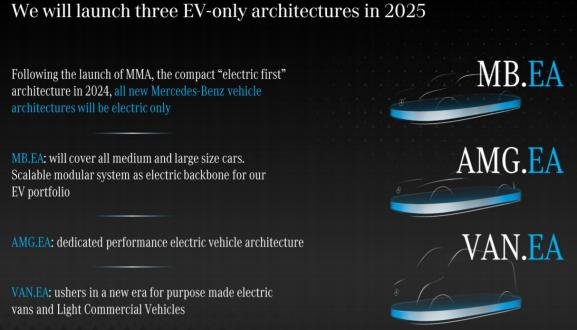 We will launch three EV-only architectures in 2025
Following the launch of MMA, the compact “electric first”
architecture in 2024, all new Mercedes-Benz vehicle
architectures will be electric only
MB.EA: will cover all medium and large size cars.
Scalable modular system as electric backbone for our
EV portfolio
AMG.EA: dedicated performance electric vehicle architecture
VAN.EA: ushers in a new era for purpose made electric
vans and Light Commercial Vehicles
MB.EA
AMG.EA
VAN.EA